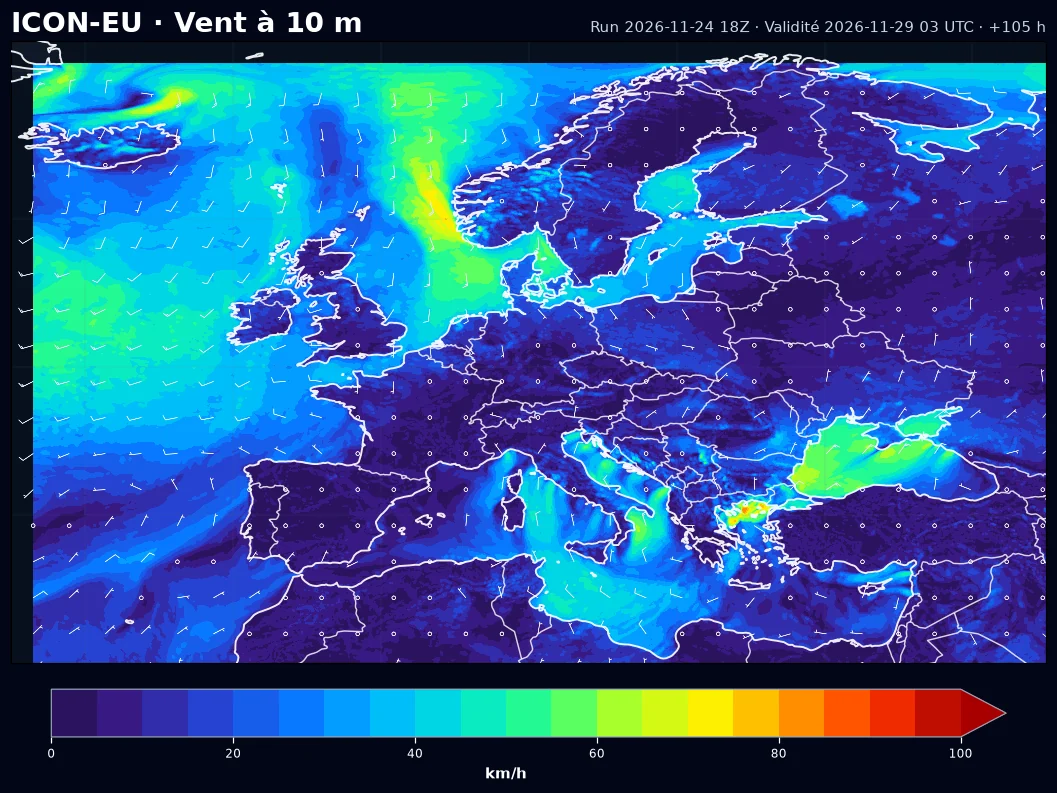 ICON-EU · Vent à 10 m
Run 2026-11-24 18Z · Validité 2026-11-29 03 UTC · +105 h
0 20 40 60 80 100
km/h